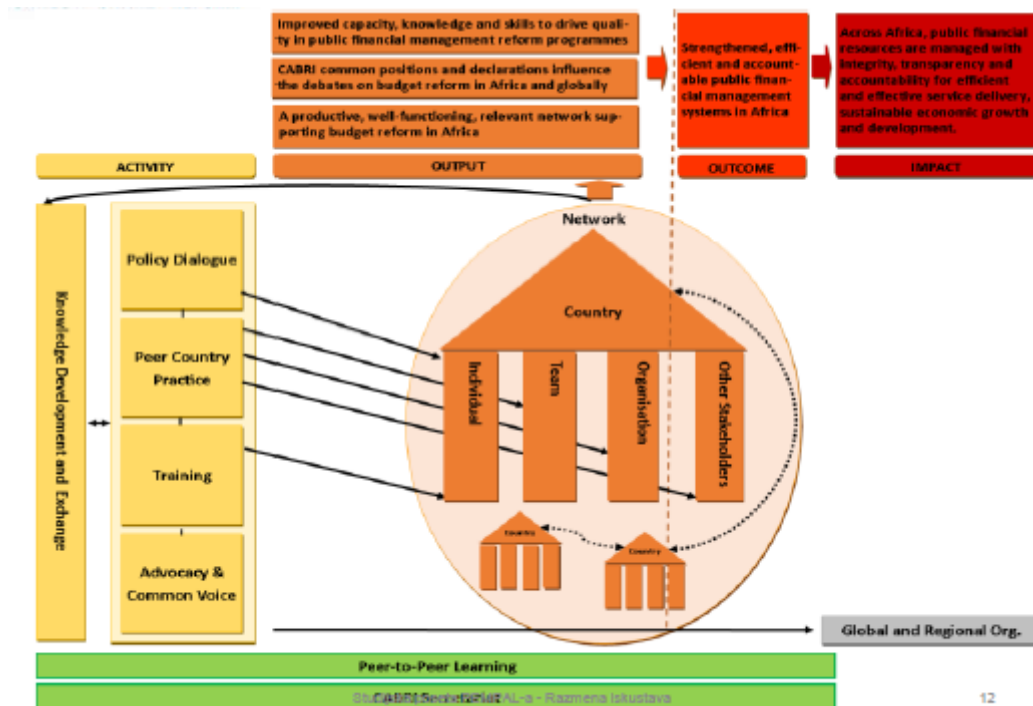 Improved capacity, knowledge and skills to drive quali-
ty in public financial management reform programmes
CABRI common positions and declarations influence
the debates on budget reform in Africa and globally
A productive, well-functioning, relevant network sup-
porting budget reform in Africa
Strengthened, effi-
cient and account-
able public finan-
cial management
systems in Africa
Across Africa, public financial
resources are managed with
integrity, transparency and
accountability for efficient
and effective service delivery,
sustainable economic growth
and development.
ACTIVITY
OUTPUT
OUTCOME
IMPACT
Knowledge Development and Exchange
Policy Dialogue
Peer Country
Practice
Training
Advocacy &
Common Voice
Network
Country
Individual
Team
Organisation
Other Stakeholders
Country
Country
Global and Regional Org.
Peer-to-Peer Learning
CABRI Secretariat
PAL-a - Razmena Iskustava
12